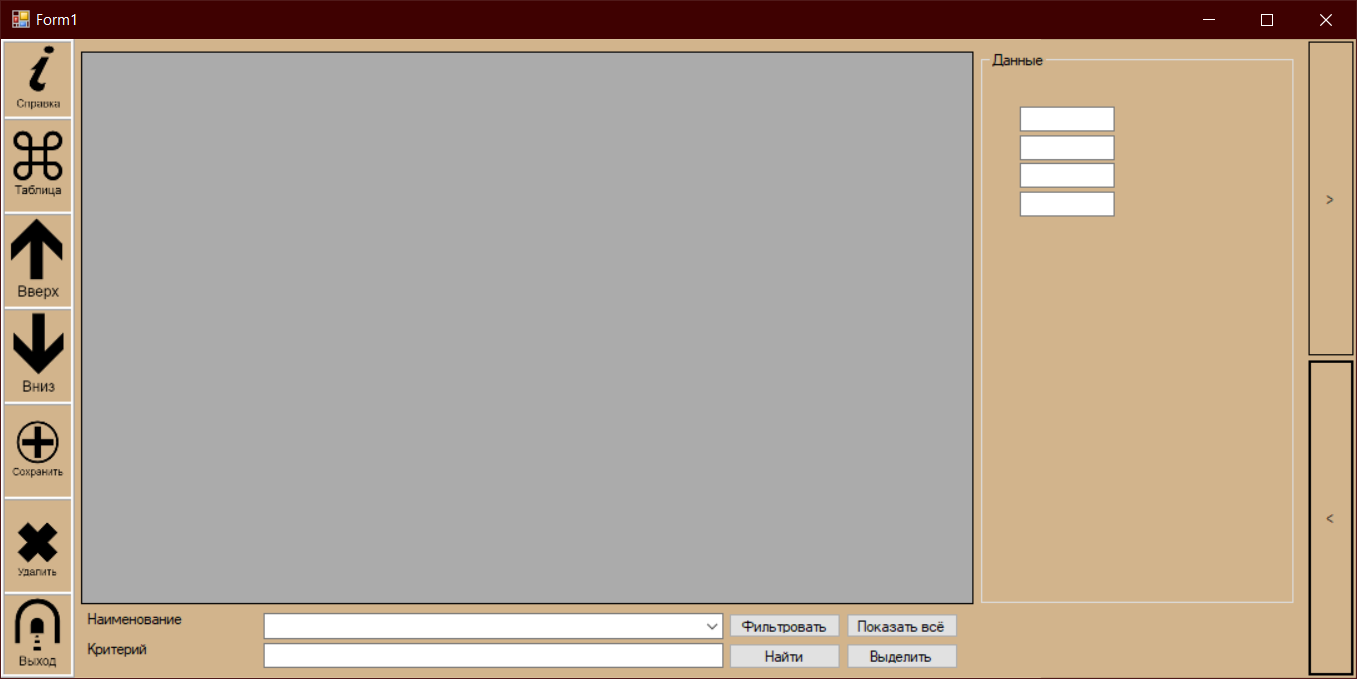 Form1
Справка
Таблица
Вверх
Вниз
Сохранить
Удалить
Выход
Данные
>
<
Наименование
Фильтровать
Показать всё
Критерий
Найти
Выделить